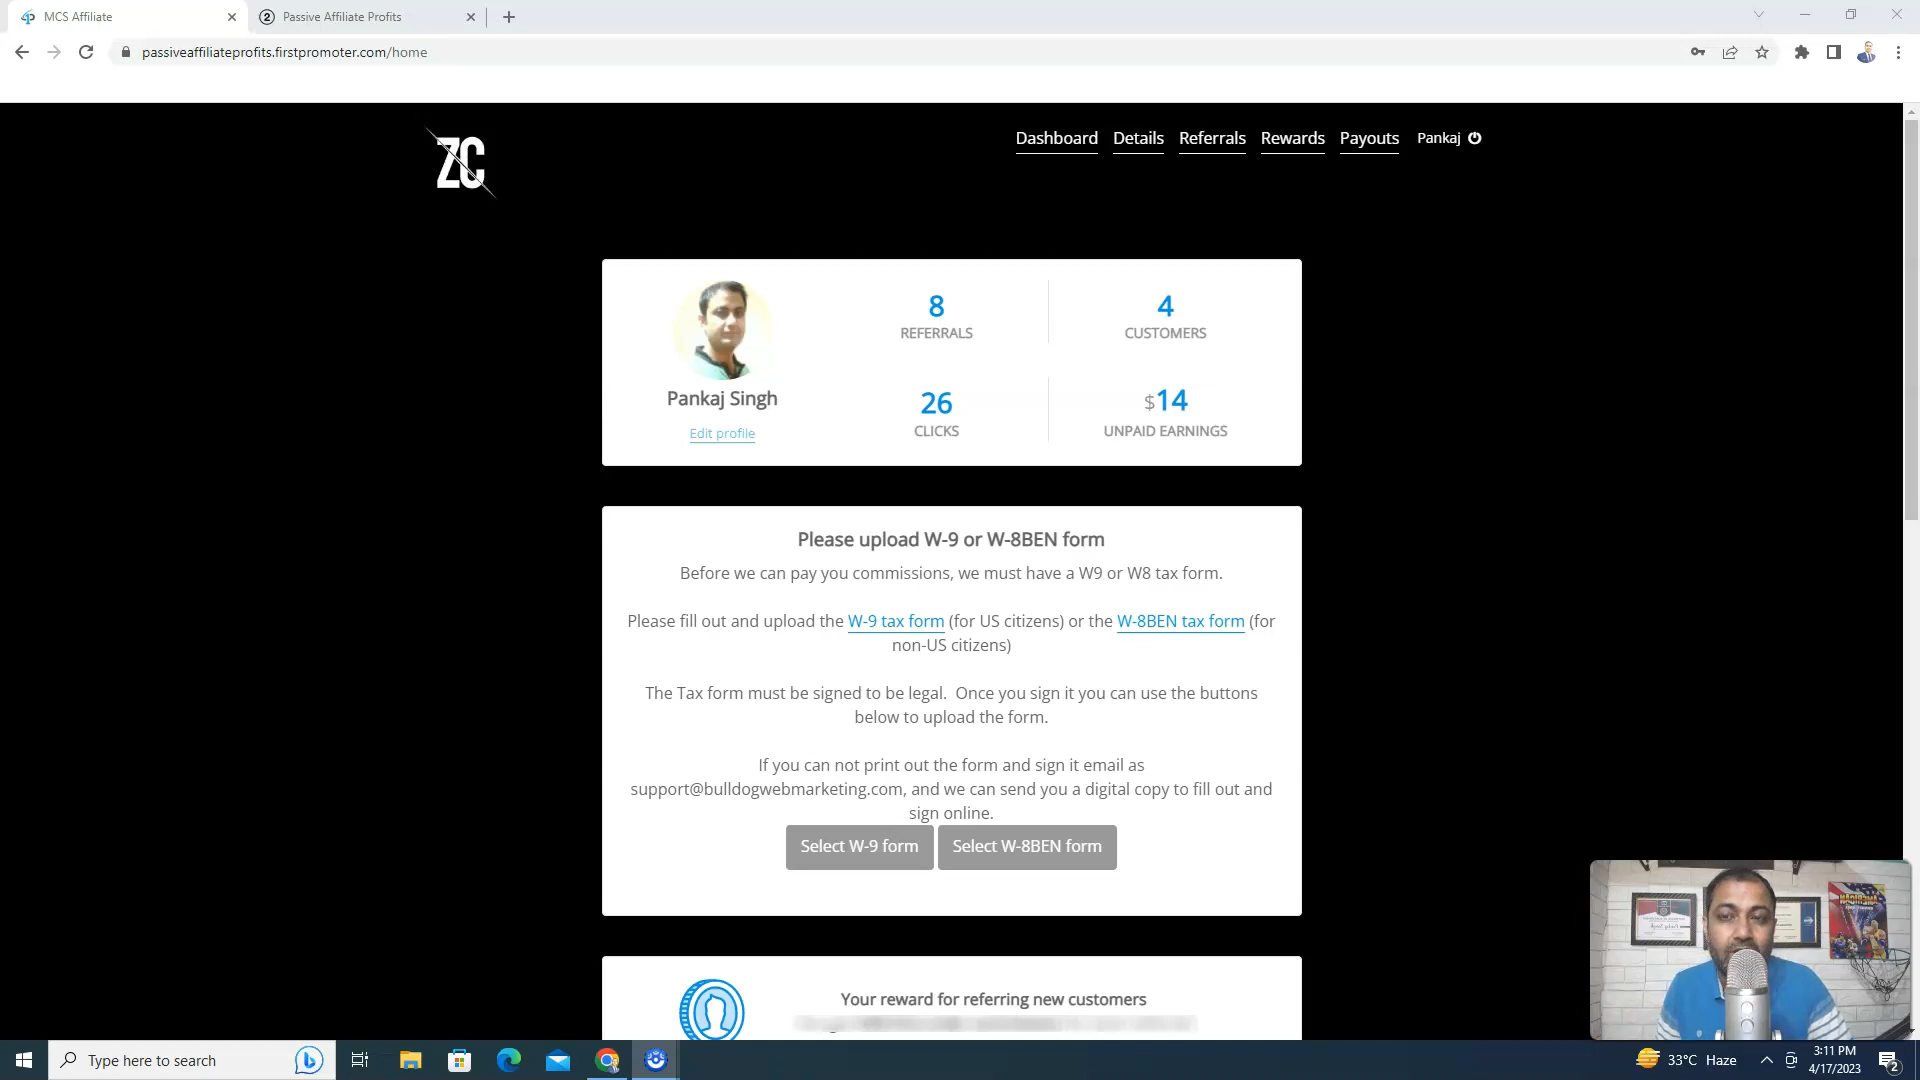 MCS Affiliate
Passive Affiliate Profits
passiveaffiliateprofits.firstpromoter.com/home
ZC
Dashboard Details Referrals Rewards Payouts Pankaj
8
REFERRALS
4
CUSTOMERS
Pankaj Singh
Edit profile
26
CLICKS
$14
UNPAID EARNINGS
Please upload W-9 or W-8BEN form
Before we can pay you commissions, we must have a W9 or W8 tax form.
Please fill out and upload the W-9 tax form (for US citizens) or the W-8BEN tax form (for
non-US citizens)
The Tax form must be signed to be legal. Once you sign it you can use the buttons
below to upload the form.
If you can not print out the form and sign it email as
support@bulldogwebmarketing.com, and we can send you a digital copy to fill out and
sign online.
Select W-9 form Select W-8BEN form
Your reward for referring new customers
Type here to search
33°C Haze
3:11 PM
4/17/2023
2